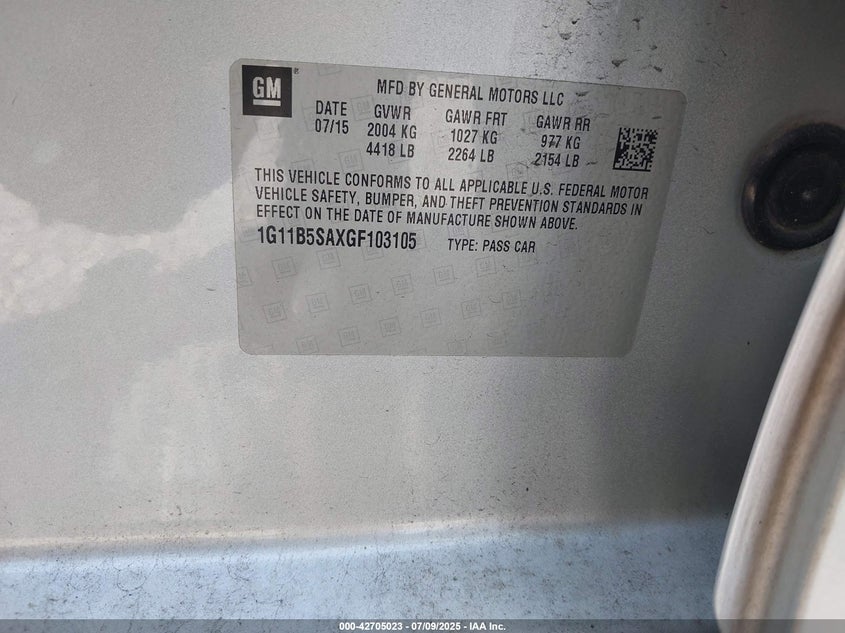 GM
MFD BY GENERAL MOTORS LLC
DATE GVWR GAWR FRT GAWR RR
07/15 2004 KG 1027 KG 977 KG
4418 LB 2264 LB 2154 LB
THIS VEHICLE CONFORMS TO ALL APPLICABLE U.S. FEDERAL MOTOR
VEHICLE SAFETY, BUMPER, AND THEFT PREVENTION STANDARDS IN
EFFECT ON THE DATE OF MANUFACTURE SHOWN ABOVE.
1G11B5SAXGF103105 TYPE: PASS CAR
000-42705023 - 07/09/2025 - IAA Inc.